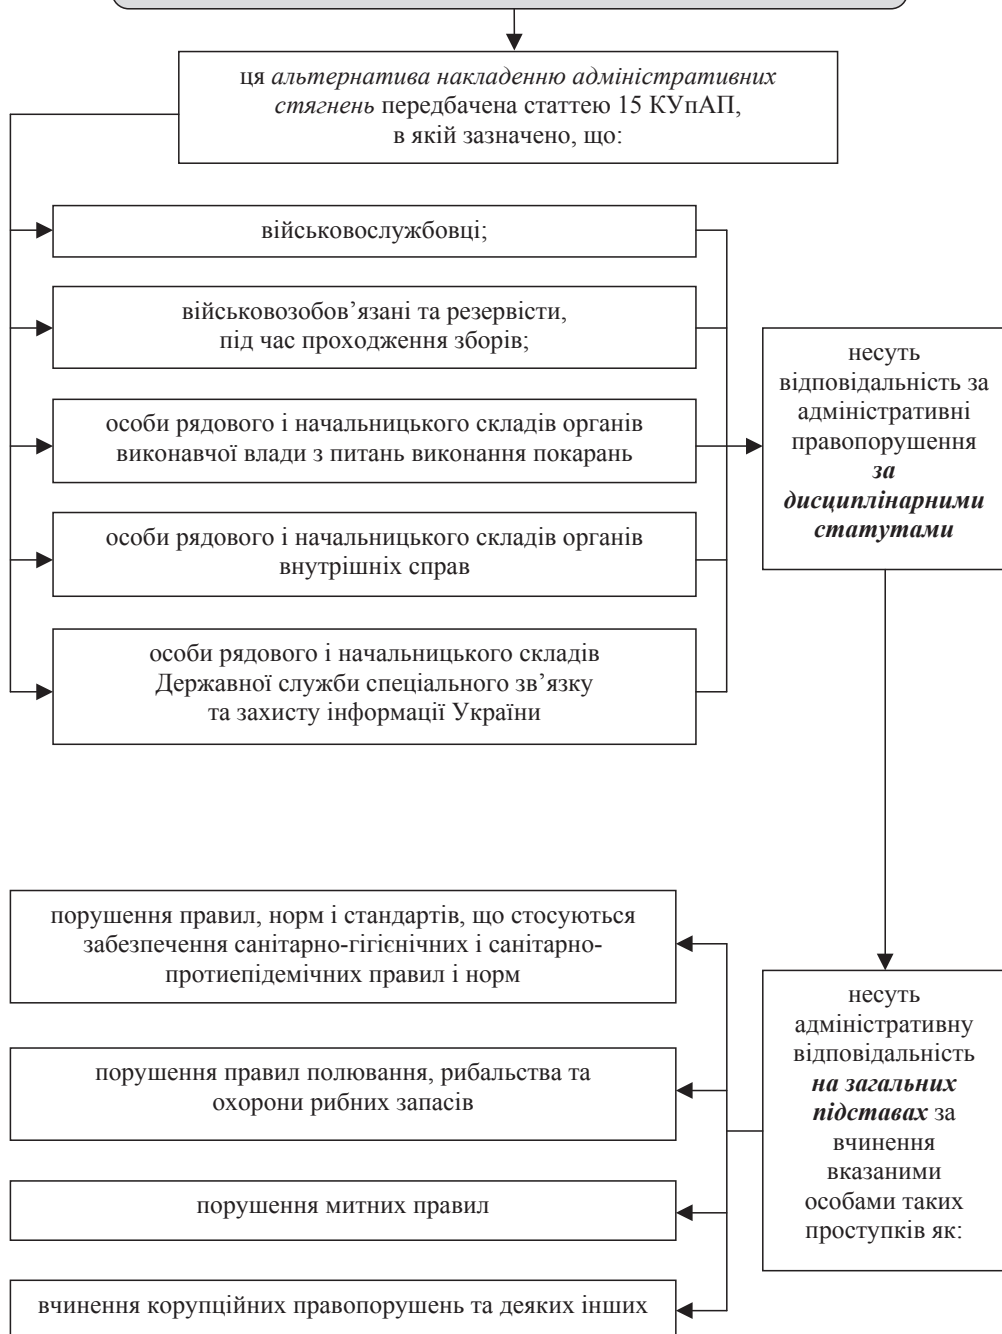 ця альтернатива накладенню адміністративних
стягнень передбачена статтею 15 КУпАП,
в якій зазначено, що:
військовослужбовці;
військовозобов’язані та резервісти,
під час проходження зборів;
особи рядового і начальницького складів органів
виконавчої влади з питань виконання покарань
особи рядового і начальницького складів органів
внутрішніх справ
особи рядового і начальницького складів
Державної служби спеціального зв’язку
та захисту інформації України
несуть
відповідальність за
адміністративні
правопорушення
за
дисциплінарними
статутами
несуть
адміністративну
відповідальність
на загальних
підставах за
вчинення
вказаними
особами таких
проступків як:
порушення правил, норм і стандартів, що стосуються
забезпечення санітарно-гігієнічних і санітарно-
протиепідемічних правил і норм
порушення правил полювання, рибальства та
охорони рибних запасів
порушення митних правил
вчинення корупційних правопорушень та деяких інших